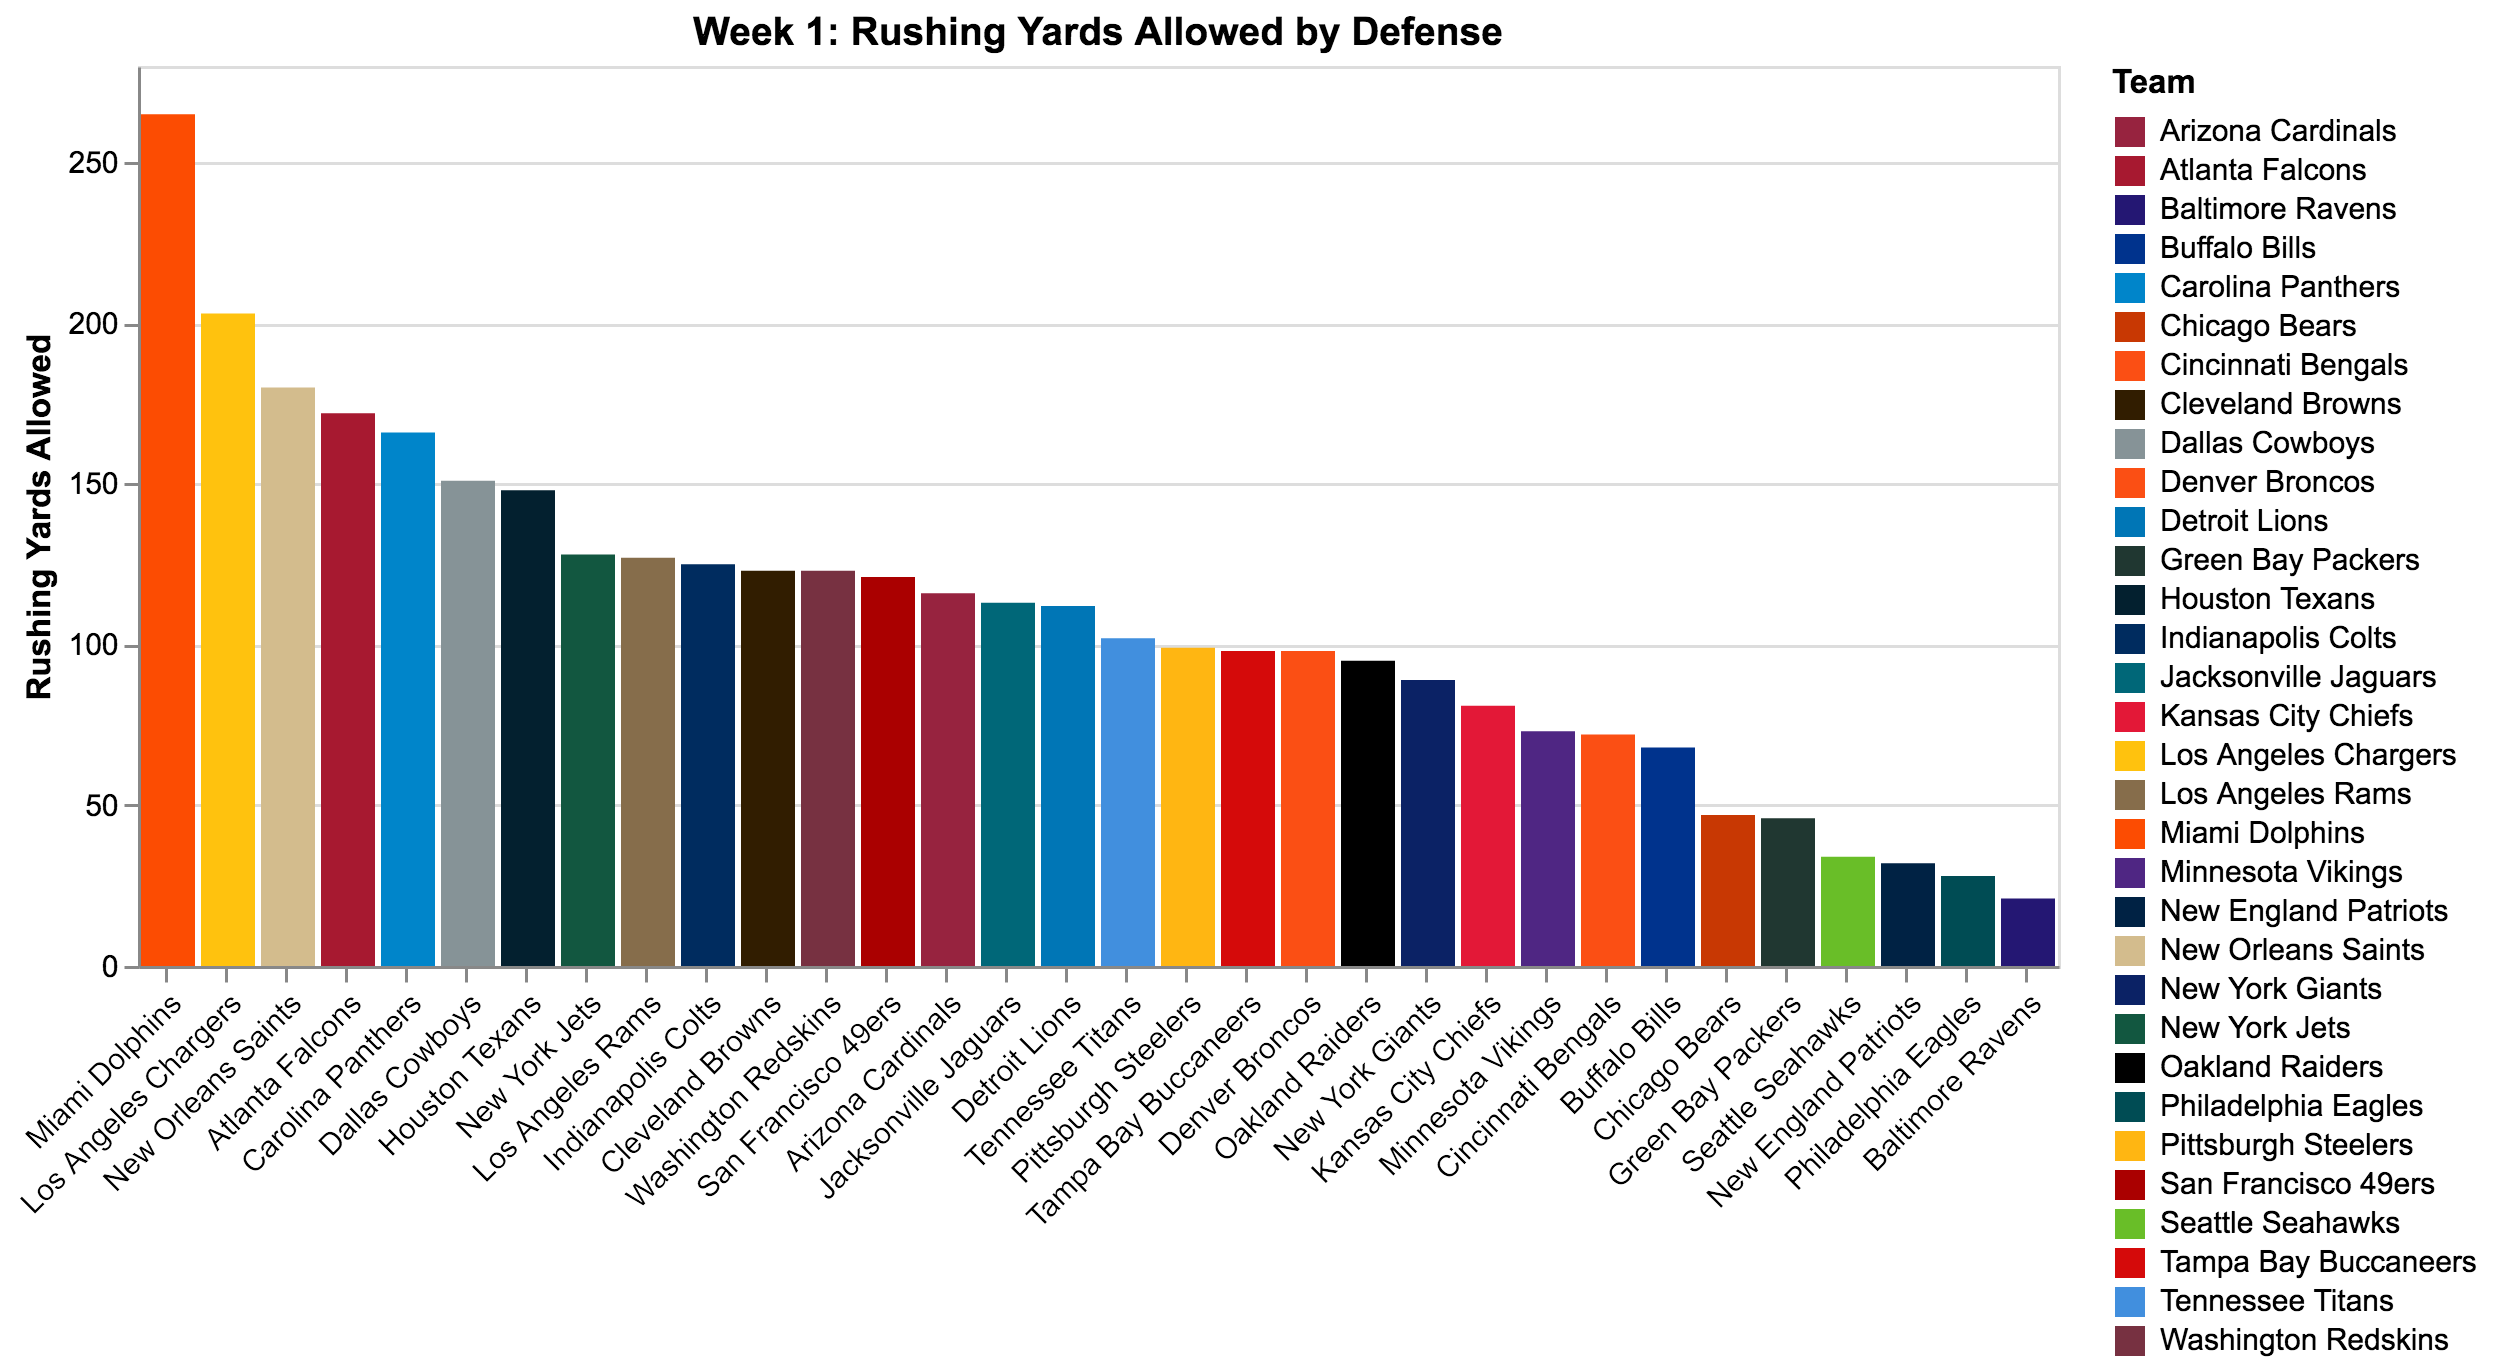 Week 1: Rushing Yards Allowed by Defense
Rushing Yards Allowed
250
200
150
100
50
0
Miami Dolphins
Los Angeles Chargers
New Orleans Saints
Atlanta Falcons
Carolina Panthers
Dallas Cowboys
Houston Texans
New York Jets
Los Angeles Rams
Indianapolis Colts
Cleveland Browns
Washington Redskins
San Francisco 49ers
Arizona Cardinals
Jacksonville Jaguars
Detroit Lions
Tennessee Titans
Pittsburgh Steelers
Tampa Bay Buccaneers
Denver Broncos
Oakland Raiders
New York Giants
Kansas City Chiefs
Minnesota Vikings
Cincinnati Bengals
Buffalo Bills
Chicago Bears
Green Bay Packers
Seattle Seahawks
New England Patriots
Philadelphia Eagles
Baltimore Ravens
Team
Arizona Cardinals
Atlanta Falcons
Baltimore Ravens
Buffalo Bills
Carolina Panthers
Chicago Bears
Cincinnati Bengals
Cleveland Browns
Dallas Cowboys
Denver Broncos
Detroit Lions
Green Bay Packers
Houston Texans
Indianapolis Colts
Jacksonville Jaguars
Kansas City Chiefs
Los Angeles Chargers
Los Angeles Rams
Miami Dolphins
Minnesota Vikings
New England Patriots
New Orleans Saints
New York Giants
New York Jets
Oakland Raiders
Philadelphia Eagles
Pittsburgh Steelers
San Francisco 49ers
Seattle Seahawks
Tampa Bay Buccaneers
Tennessee Titans
Washington Redskins